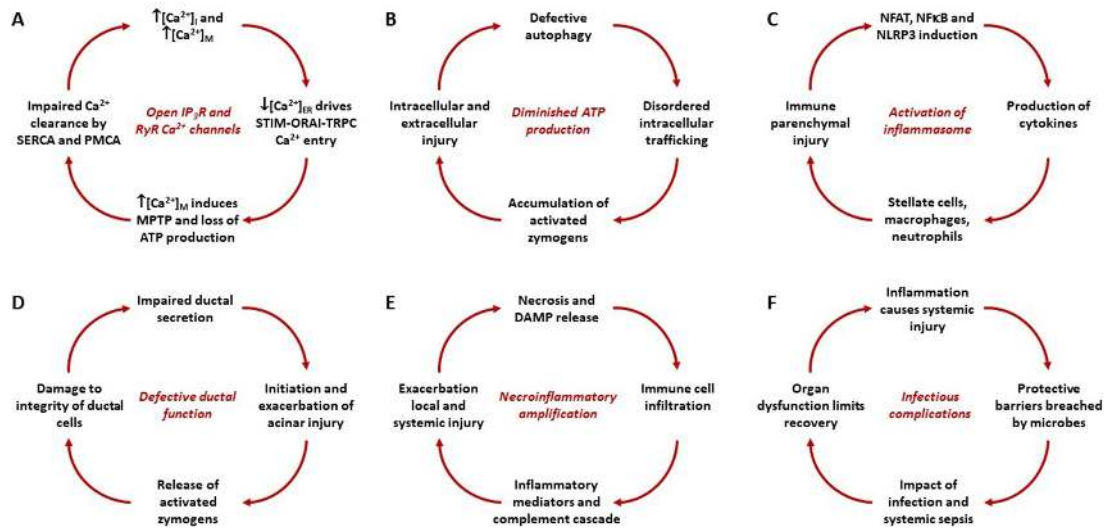 A
↑[Ca²⁺]ᵢ and
↑[Ca²⁺]ₘ
Impaired Ca²⁺
clearance by
SERCA and PMCA
Open IP₃R and
RyR Ca²⁺ channels
↓[Ca²⁺]ER drives
STIM-ORAI-TRPC
Ca²⁺ entry
↑[Ca²⁺]ₘ induces
MPTP and loss of
ATP production
B
Defective
autophagy
Intracellular and
extracellular
injury
Diminished ATP
production
Disordered
intracellular
trafficking
Accumulation of
activated
zymogens
C
NFAT, NFκB and
NLRP3 induction
Immune
parenchymal
injury
Activation of
inflammasome
Production of
cytokines
Stellate cells,
macrophages,
neutrophils
D
Impaired ductal
secretion
Damage to
integrity of ductal
cells
Defective ductal
function
Initiation and
exacerbation of
acinar injury
Release of
activated
zymogens
E
Necrosis and
DAMP release
Exacerbation local
and systemic injury
Necroinflammatory
amplification
Immune cell
infiltration
Inflammatory
mediators and
complement cascade
F
Inflammation
causes systemic
injury
Organ
dysfunction limits
recovery
Infectious
complications
Protective
barriers breached
by microbes
Impact of
infection and
systemic sepsis